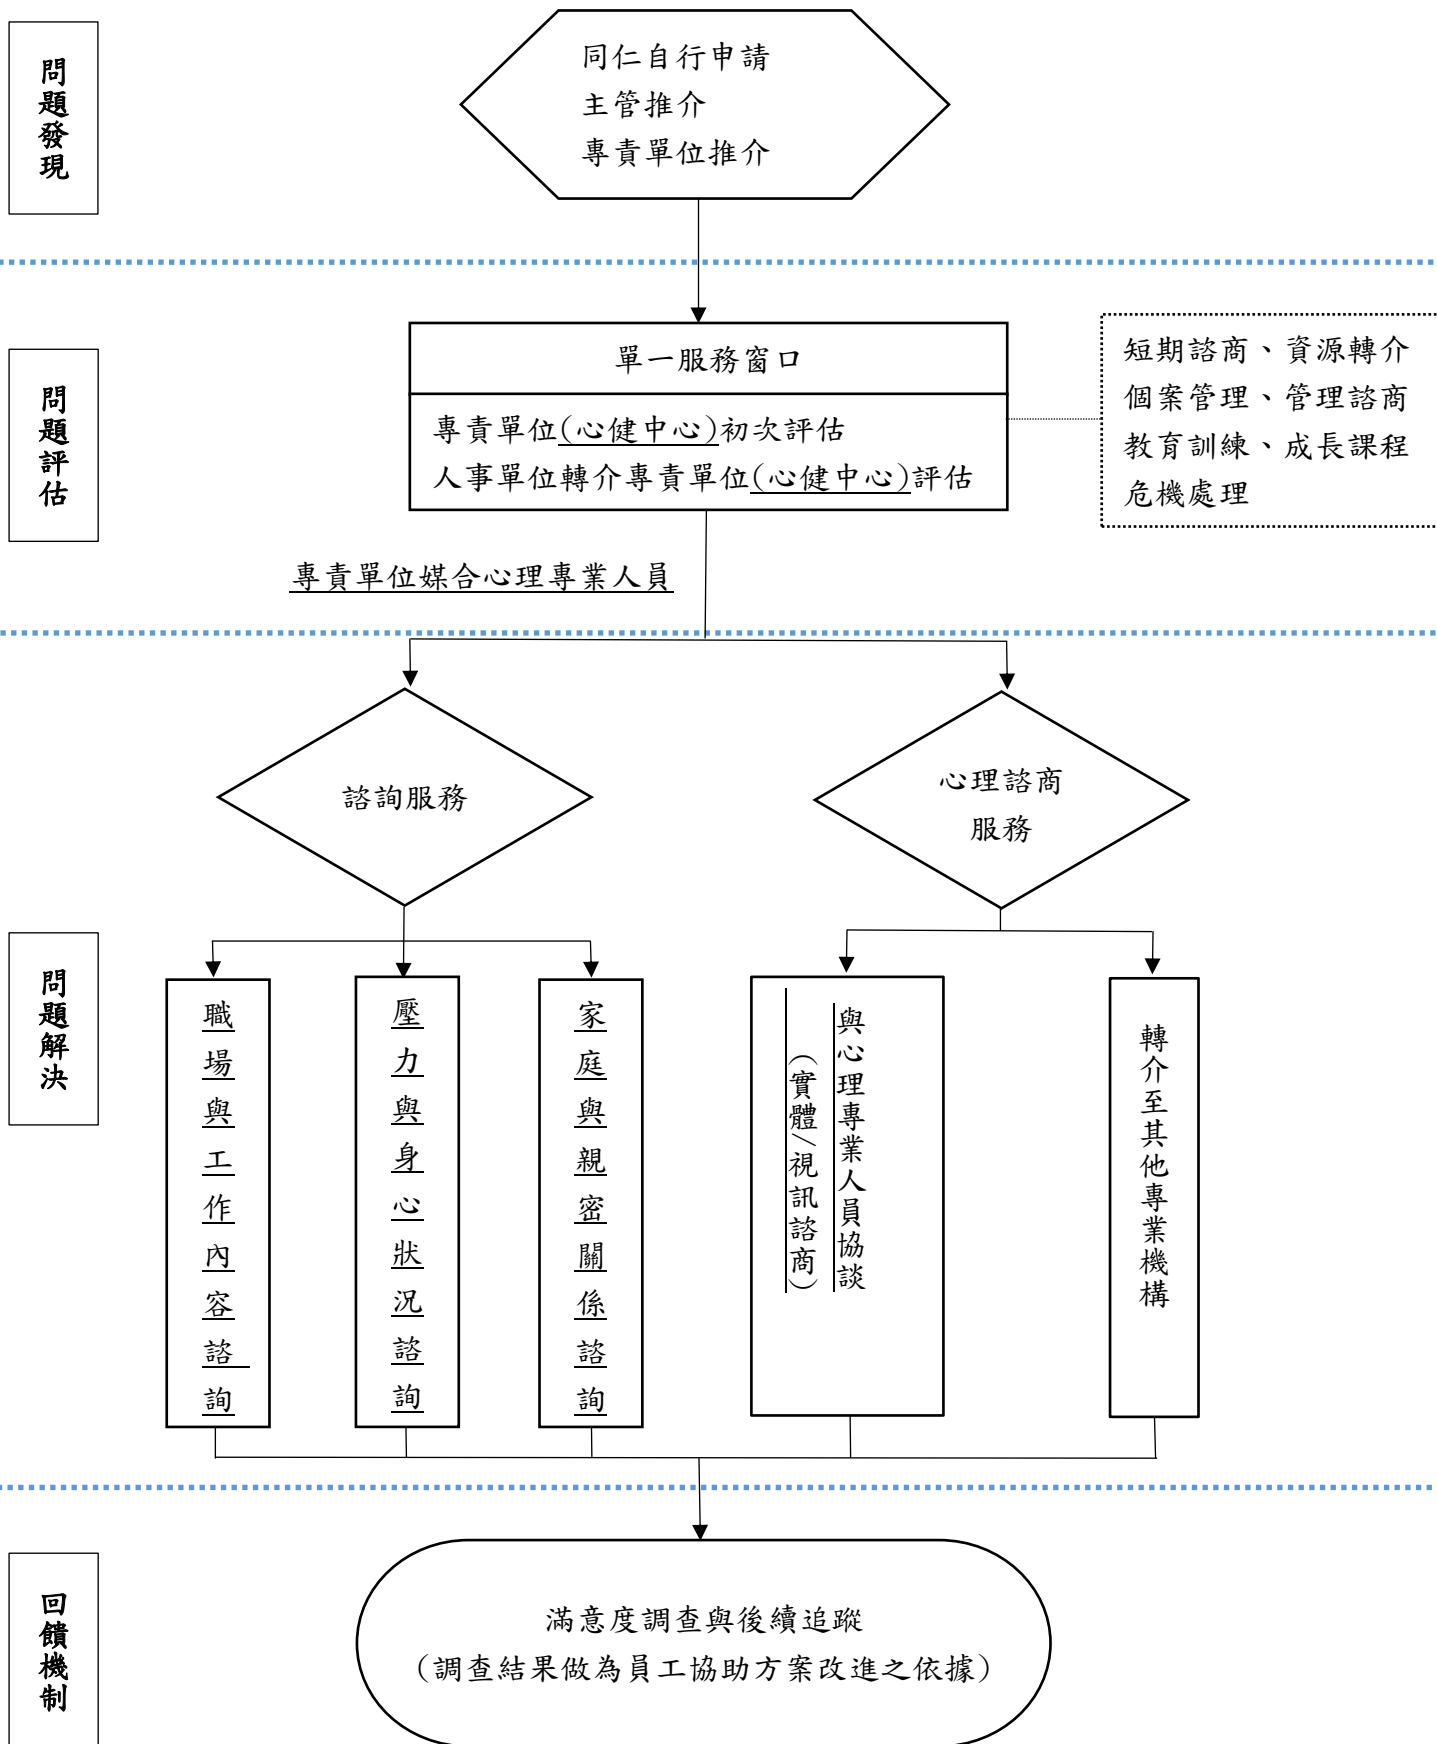 問題發現
同仁自行申請
主管推介
專責單位推介
問題評估
單一服務窗口
專責單位(心健中心)初次評估
人事單位轉介專責單位(心健中心)評估
短期諮商、資源轉介
個案管理、管理諮商
教育訓練、成長課程
危機處理
專責單位媒合心理專業人員
諮詢服務
心理諮商
服務
問題解決
職場與工作內容諮詢
壓力與身心狀況諮詢
家庭與親密關係諮詢
與心理專業人員協談
(實體/視訊諮商)
轉介至其他專業機構
回饋機制
滿意度調查與後續追蹤
(調查結果做為員工協助方案改進之依據)